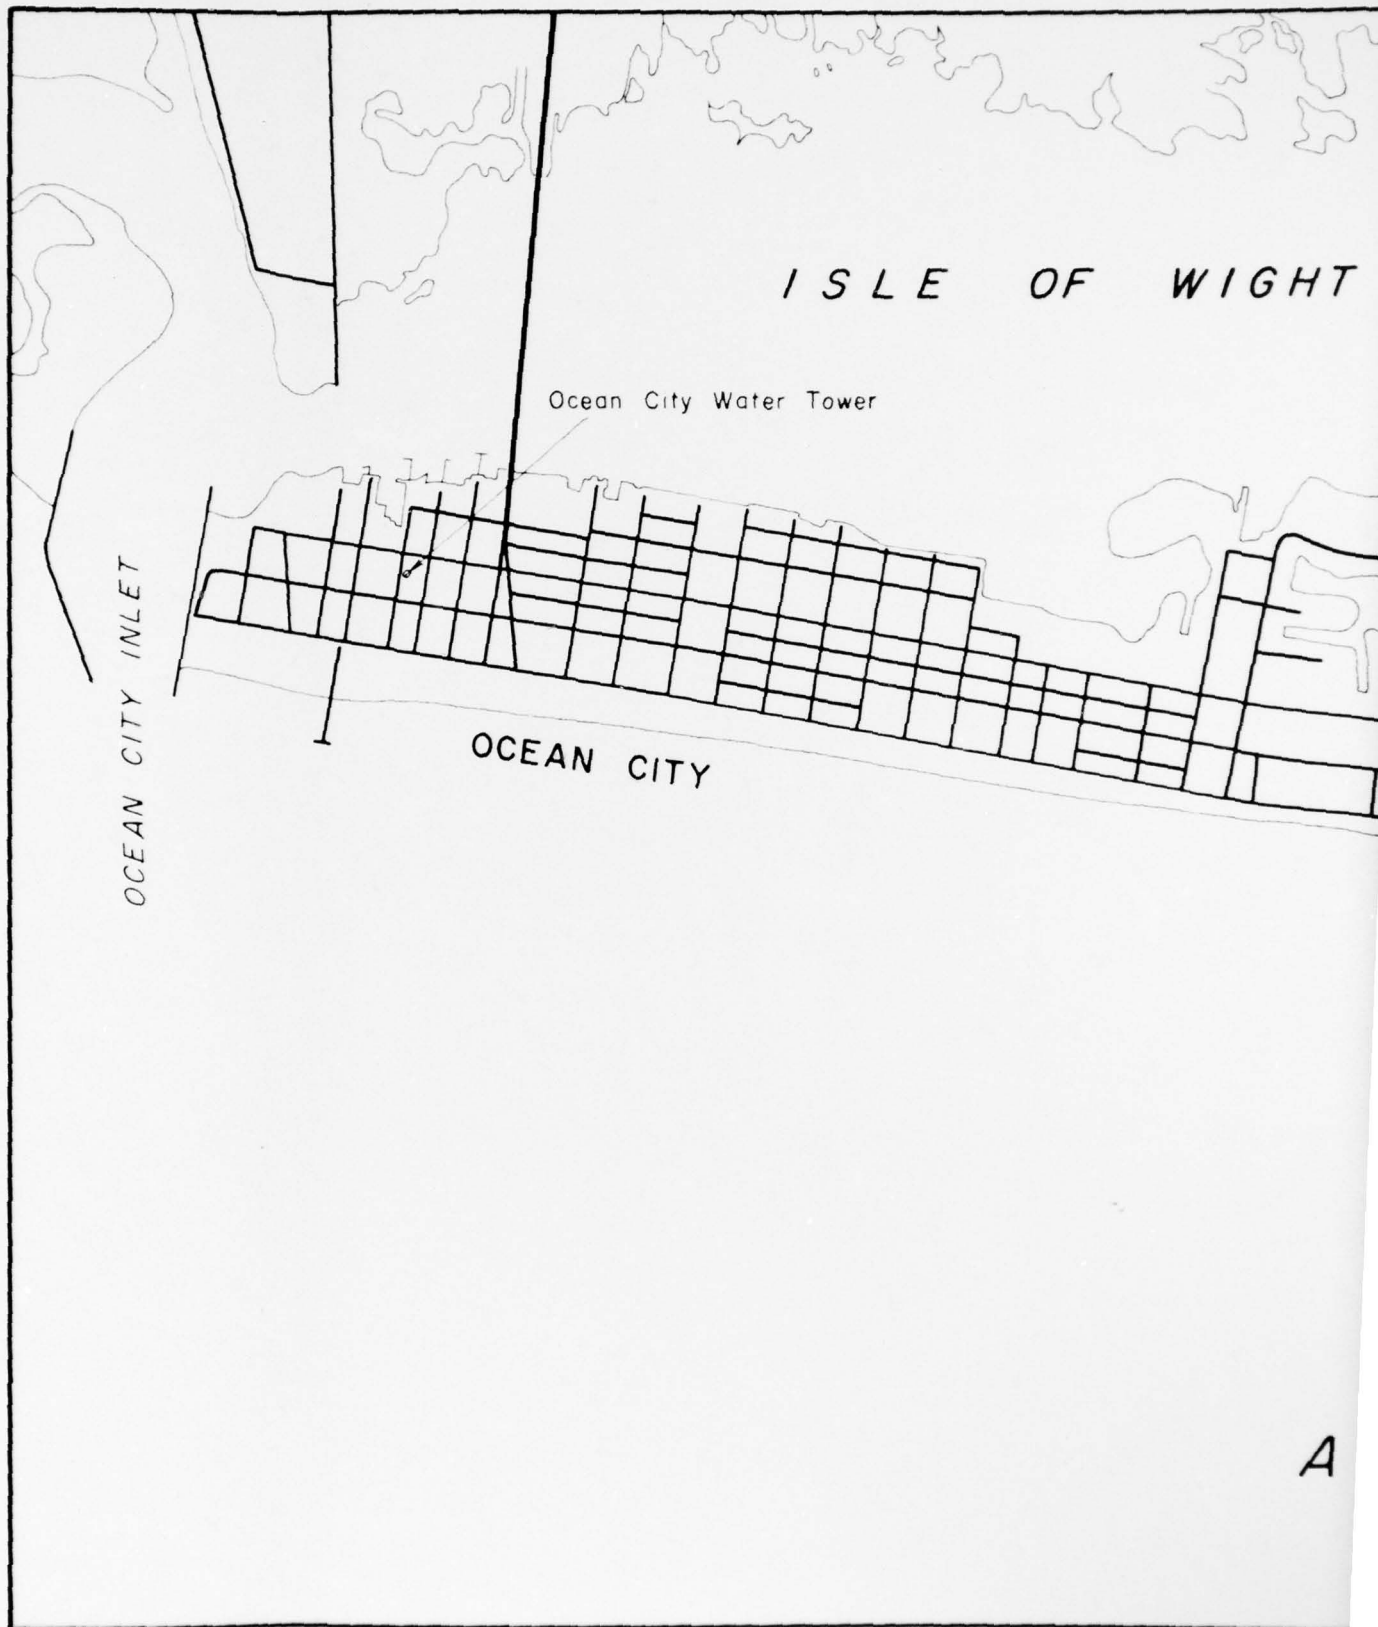 ISLE OF WIGHT
Ocean City Water Tower
OCEAN CITY INLET
OCEAN CITY
A